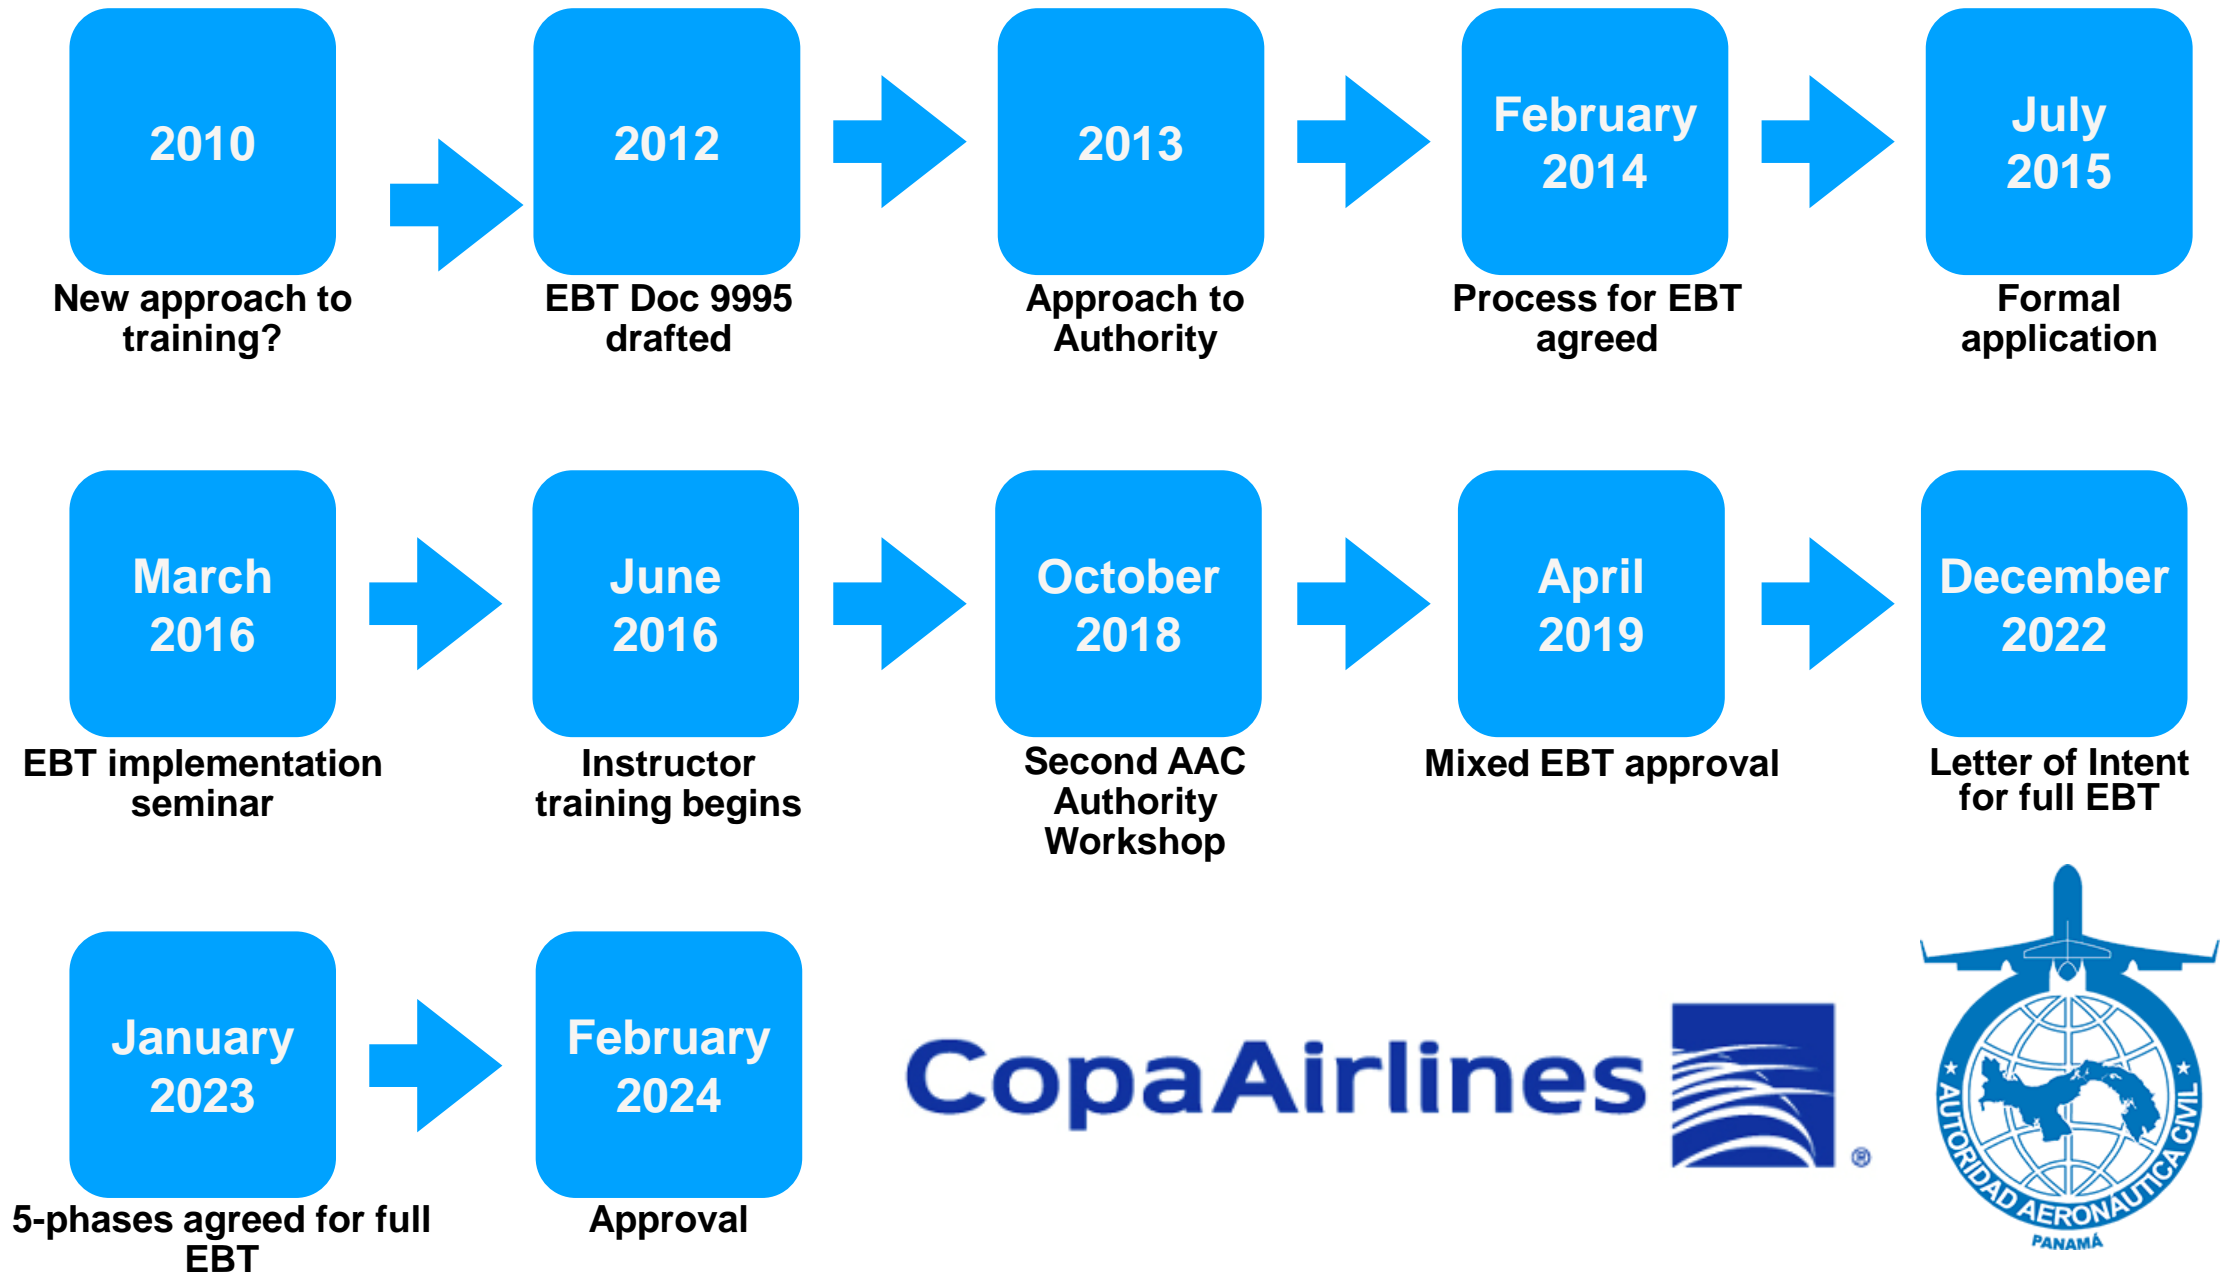 2010
New approach to
training?
2012
EBT Doc 9995
drafted
2013
Approach to
Authority
February
2014
Process for EBT
agreed
July
2015
Formal
application
March
2016
EBT implementation
seminar
June
2016
Instructor
training begins
October
2018
Second AAC
Authority
Workshop
April
2019
Mixed EBT approval
December
2022
Letter of Intent
for full EBT
January
2023
5-phases agreed for full
EBT
February
2024
Approval
CopaAirlines
®
AUTORIDAD AERONÁUTICA CIVIL
PANAMÁ